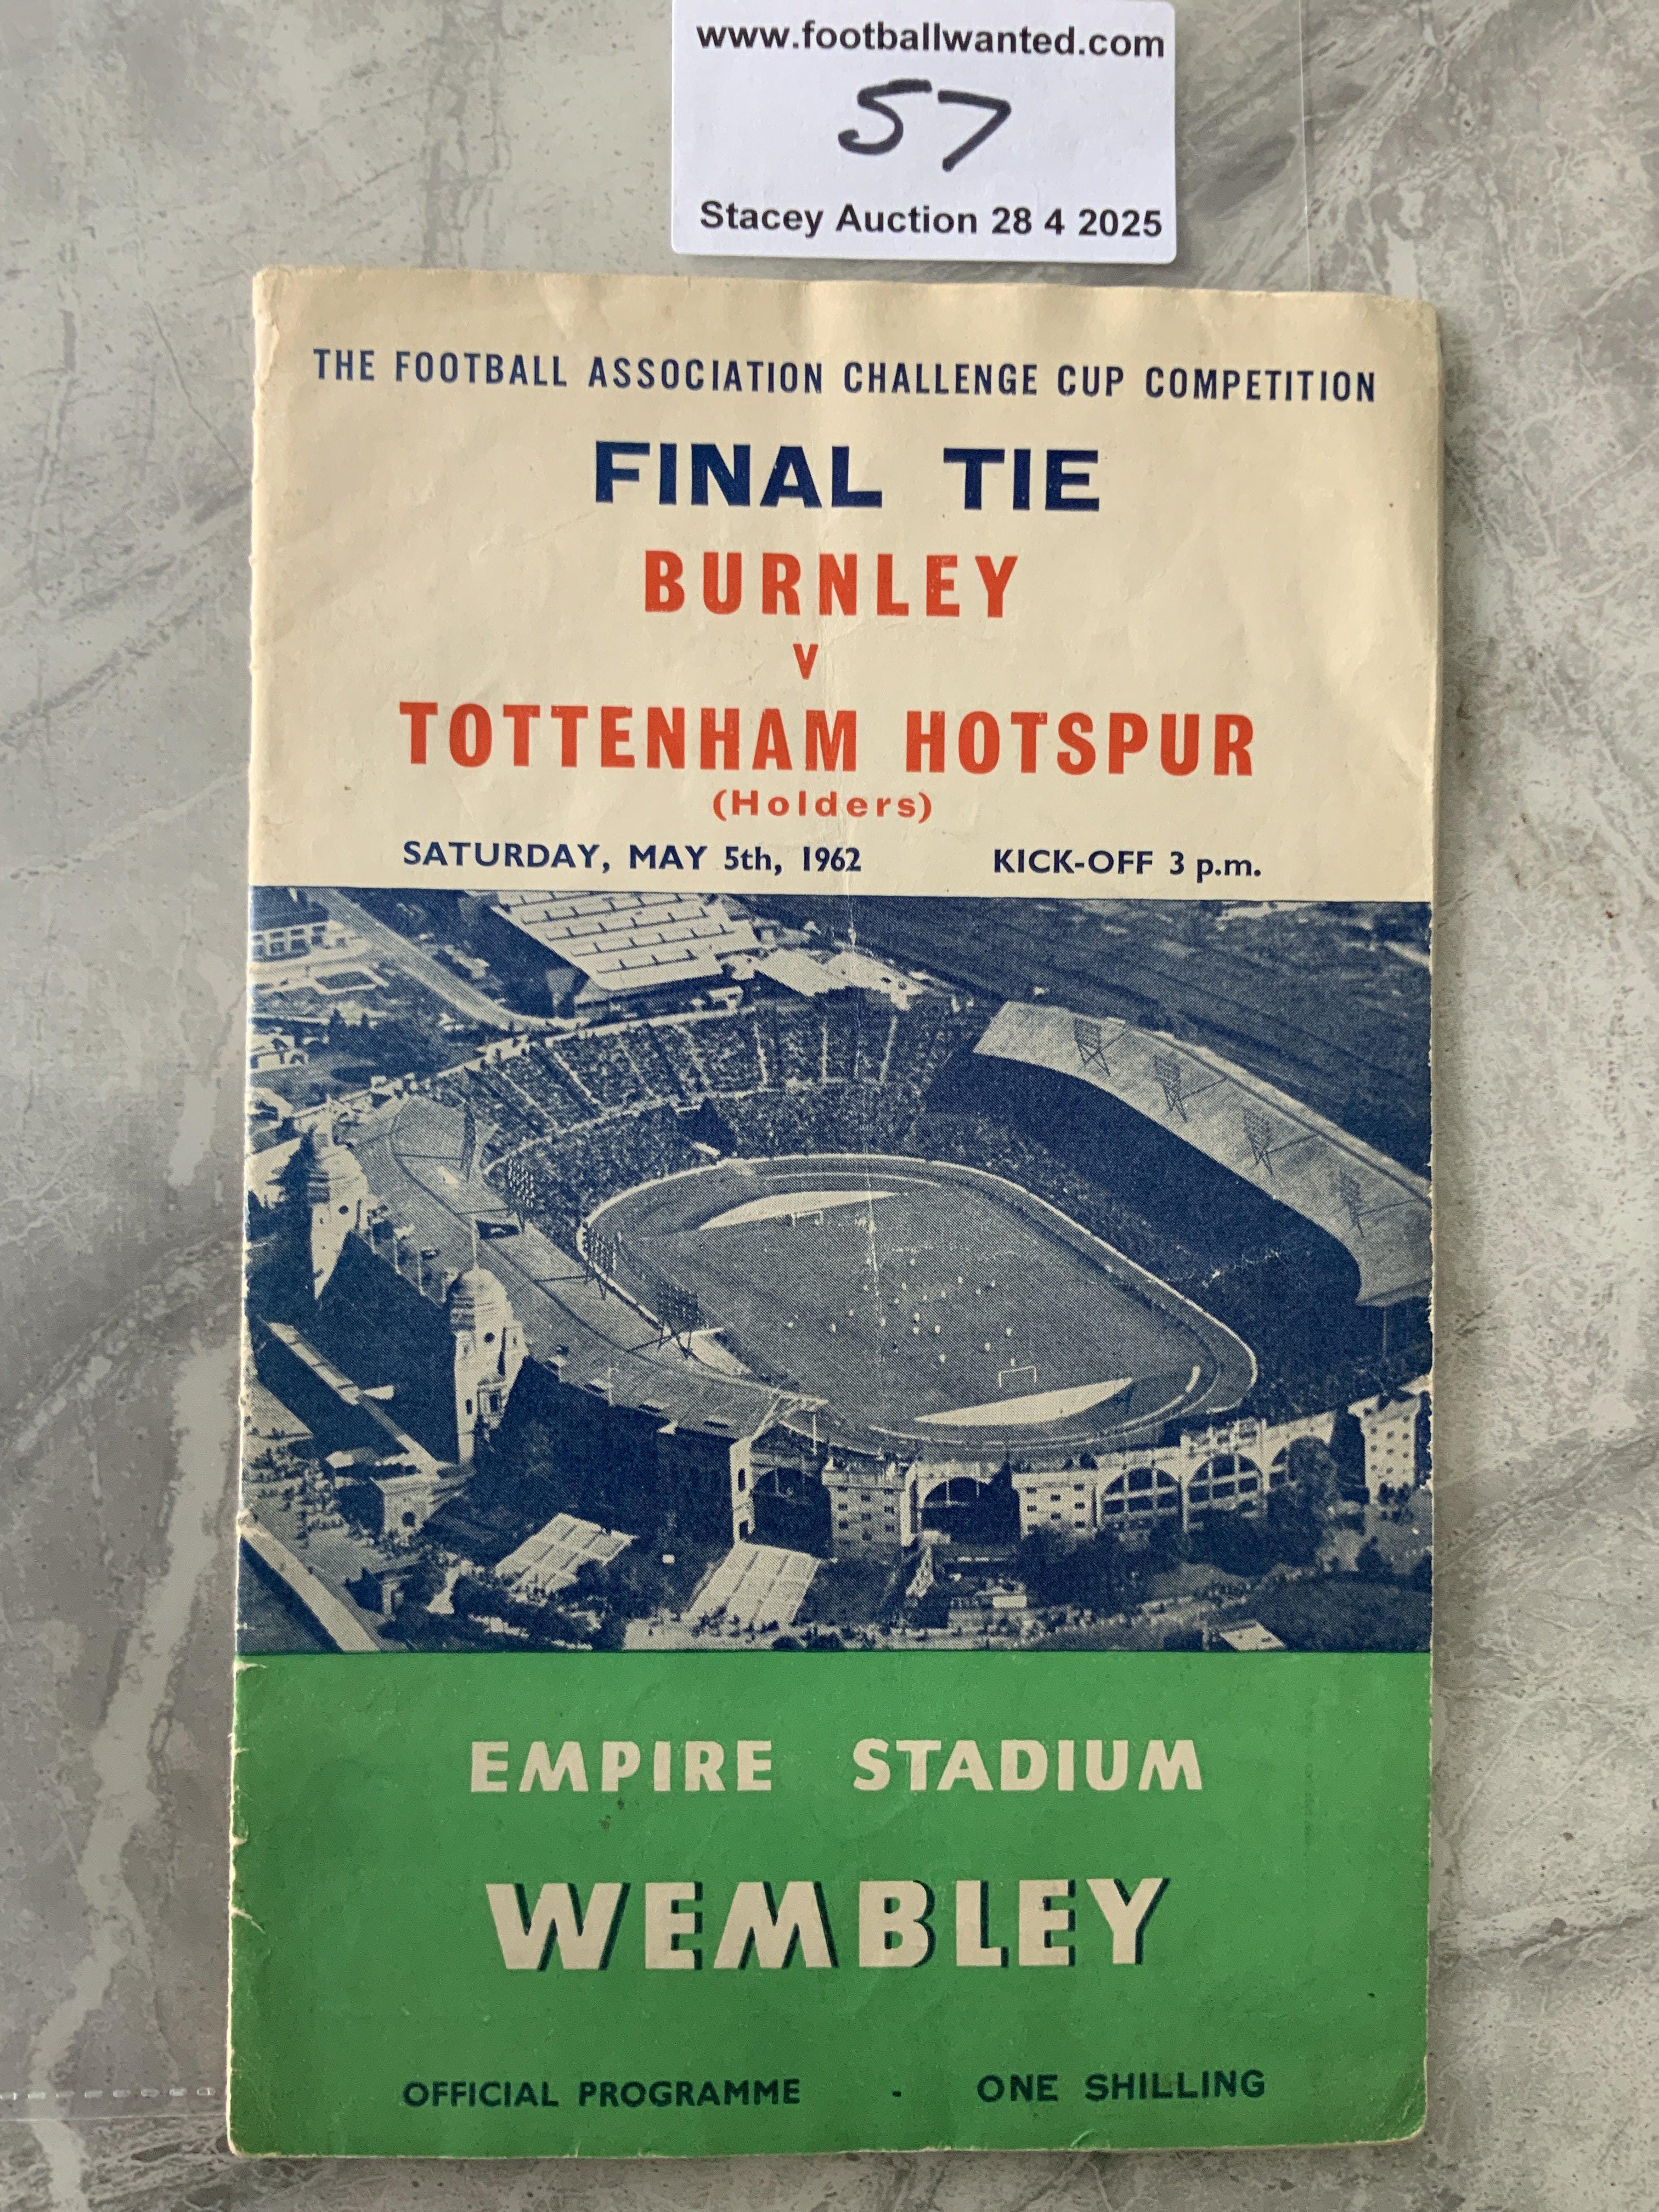 www.footballwanted.com
57
Stacey Auction 28 4 2025
THE FOOTBALL ASSOCIATION CHALLENGE CUP COMPETITION
FINAL TIE
BURNLEY
v
TOTTENHAM HOTSPUR
(Holders)
SATURDAY, MAY 5th, 1962 KICK-OFF 3 p.m.
EMPIRE STADIUM
WEMBLEY
OFFICIAL PROGRAMME - ONE SHILLING